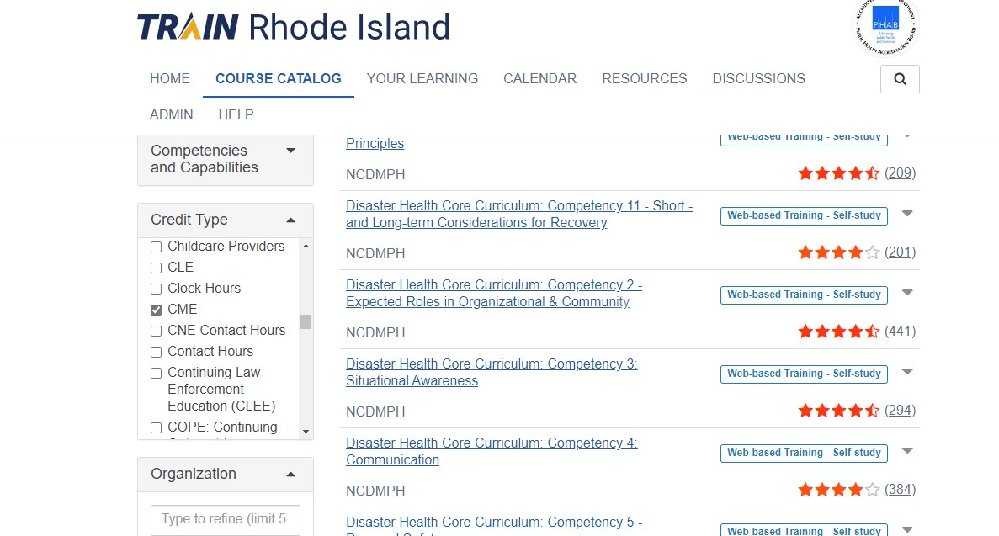 TRAIN Rhode Island
PHAB
HOME
COURSE CATALOG
YOUR LEARNING
CALENDAR
RESOURCES
DISCUSSIONS
ADMIN
HELP
Competencies
and Capabilities
Credit Type
Childcare Providers
CLE
Clock Hours
CME
CNE Contact Hours
Contact Hours
Continuing Law
Enforcement
Education (CLEE)
COPE: Continuing
Organization
Type to refine (limit 5
Principles
Web-based Training - Self-study
NCDMPH
(209)
Disaster Health Core Curriculum: Competency 11 - Short -
and Long-term Considerations for Recovery
Web-based Training - Self-study
NCDMPH
(201)
Disaster Health Core Curriculum: Competency 2 -
Expected Roles in Organizational & Community
Web-based Training - Self-study
NCDMPH
(441)
Disaster Health Core Curriculum: Competency 3:
Situational Awareness
Web-based Training - Self-study
NCDMPH
(294)
Disaster Health Core Curriculum: Competency 4:
Communication
Web-based Training - Self-study
NCDMPH
(384)
Disaster Health Core Curriculum: Competency 5 -
Web-based Training - Self-study